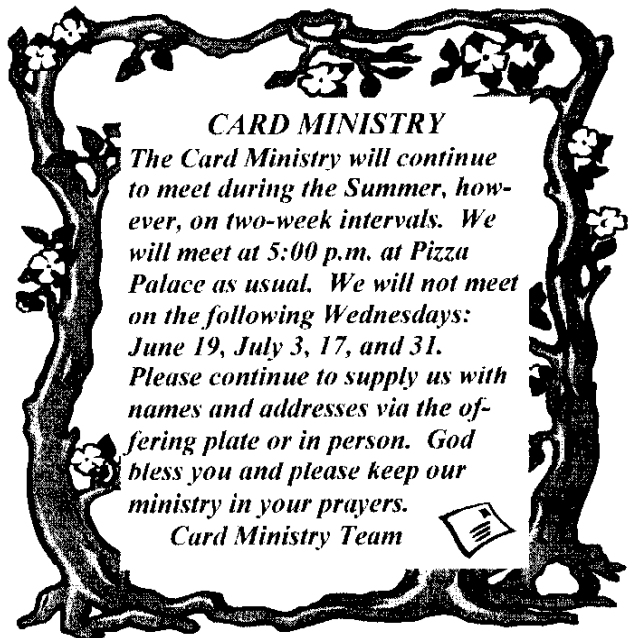 CARD MINISTRY
The Card Ministry will continue
to meet during the Summer, how-
ever, on two-week intervals. We
will meet at 5:00 p.m. at Pizza
Palace as usual. We will not meet
on the following Wednesdays:
June 19, July 3, 17, and 31.
Please continue to supply us with
names and addresses via the of-
fering plate or in person. God
bless you and please keep our
ministry in your prayers.
Card Ministry Team